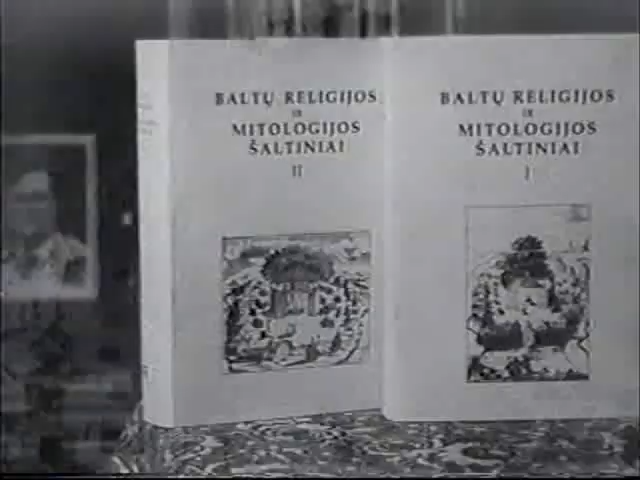 BALTŲ RELIGIJOS
IR
MITOLOGIJOS
ŠALTINIAI
II
BALTŲ RELIGIJOS
IR
MITOLOGIJOS
ŠALTINIAI
I